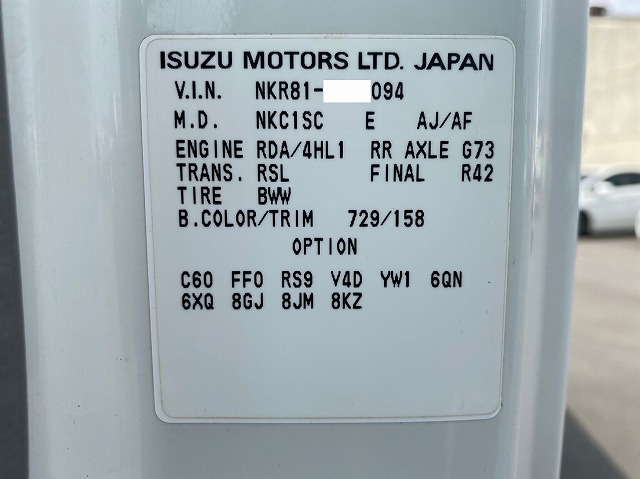 ISUZU MOTORS LTD. JAPAN
V.I.N. NKR81- 094
M.D. NKC1SC E AJ/AF
ENGINE RDA/4HL1 RR AXLE G73
TRANS. RSL FINAL R42
TIRE BWW
B.COLOR/TRIM 729/158
OPTION
C60 FF0 RS9 V4D YW1 6QN
6XQ 8GJ 8JM 8KZ